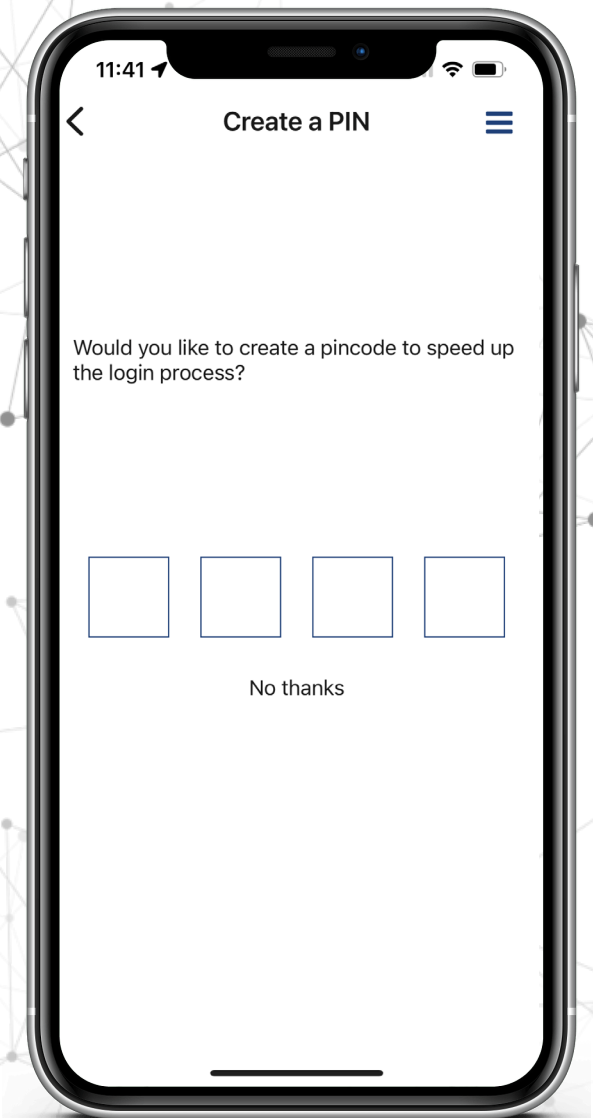 11:41
Create a PIN
Would you like to create a pincode to speed up
the login process?
No thanks